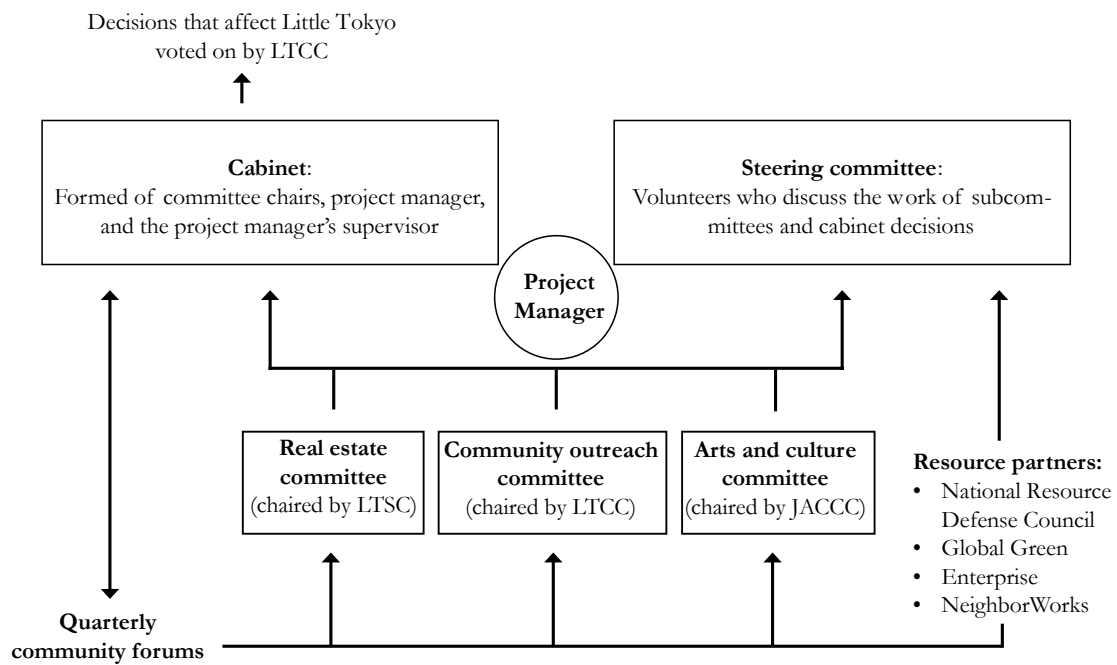 Decisions that affect Little Tokyo
voted on by LTCC
Cabinet:
Formed of committee chairs, project manager,
and the project manager’s supervisor
Steering committee:
Volunteers who discuss the work of subcom-
mittees and cabinet decisions
Project
Manager
Real estate
committee
(chaired by LTSC)
Community outreach
committee
(chaired by LTCC)
Arts and culture
committee
(chaired by JACCC)
Resource partners:
• National Resource
Defense Council
• Global Green
• Enterprise
• NeighborWorks
Quarterly
community forums